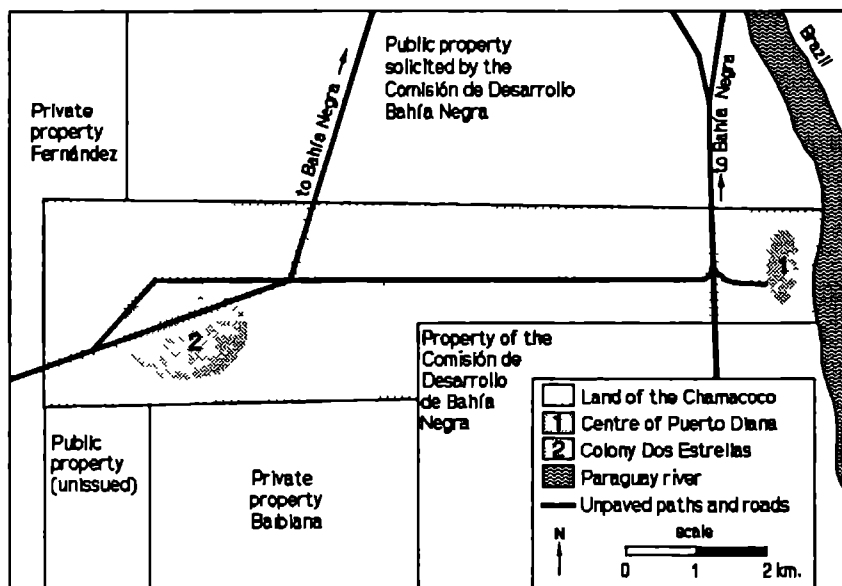 Public property
solicited by the
Comisión de Desarrollo
Bahía Negra
to Bahía Negra
to Bahía Negra
Brazil
Private
property
Fernández
1
2
Property of the
Comisión de
Desarrollo
de Bahía
Negra
Public
property
(unissued)
Private
property
Balbiana
Land of the Chamacoco
1 Centre of Puerto Diana
2 Colony Dos Estrellas
Paraguay river
Unpaved paths and roads
N
scale
0 1 2 km.